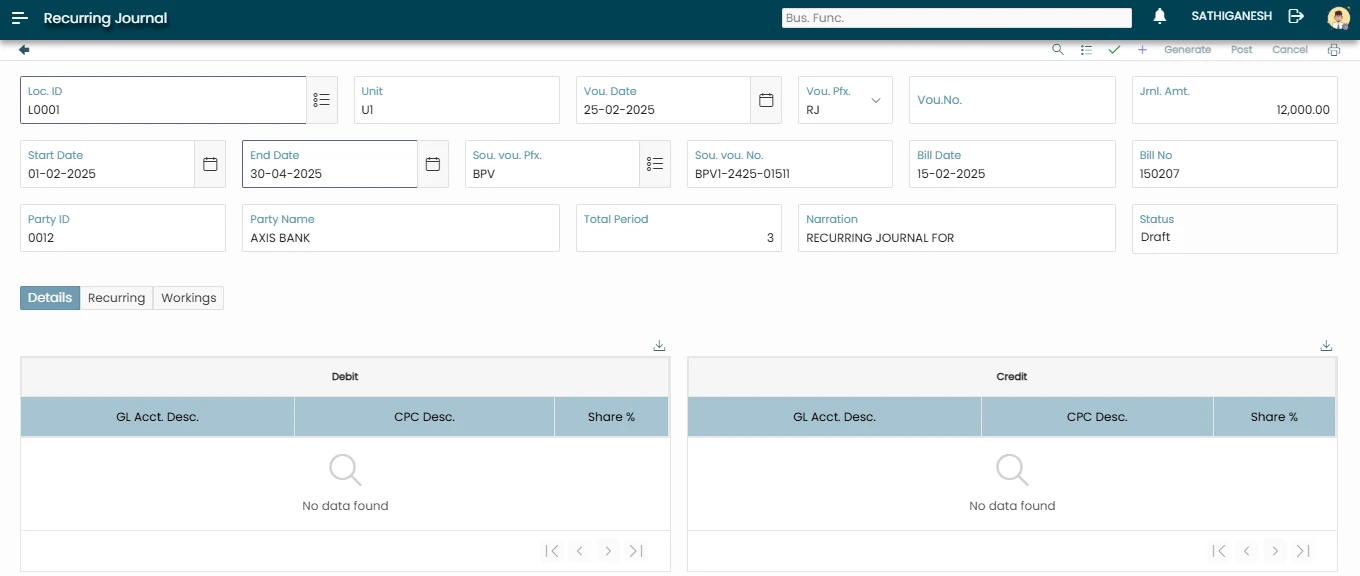 Recurring Journal
Bus. Func.
SATHIGANESH
Generate Post Cancel
Loc. ID
L0001
Unit
U1
Vou. Date
25-02-2025
Vou. Pfx.
RJ
Vou.No.
Jrnl. Amt.
12,000.00
Start Date
01-02-2025
End Date
30-04-2025
Sou. vou. Pfx.
BPV
Sou. vou. No.
BPV1-2425-01511
Bill Date
15-02-2025
Bill No
150207
Party ID
0012
Party Name
AXIS BANK
Total Period
3
Narration
RECURRING JOURNAL FOR
Status
Draft
Details Recurring Workings
Debit
GL Acct. Desc. CPC Desc. Share %
No data found
Credit
GL Acct. Desc. CPC Desc. Share %
No data found